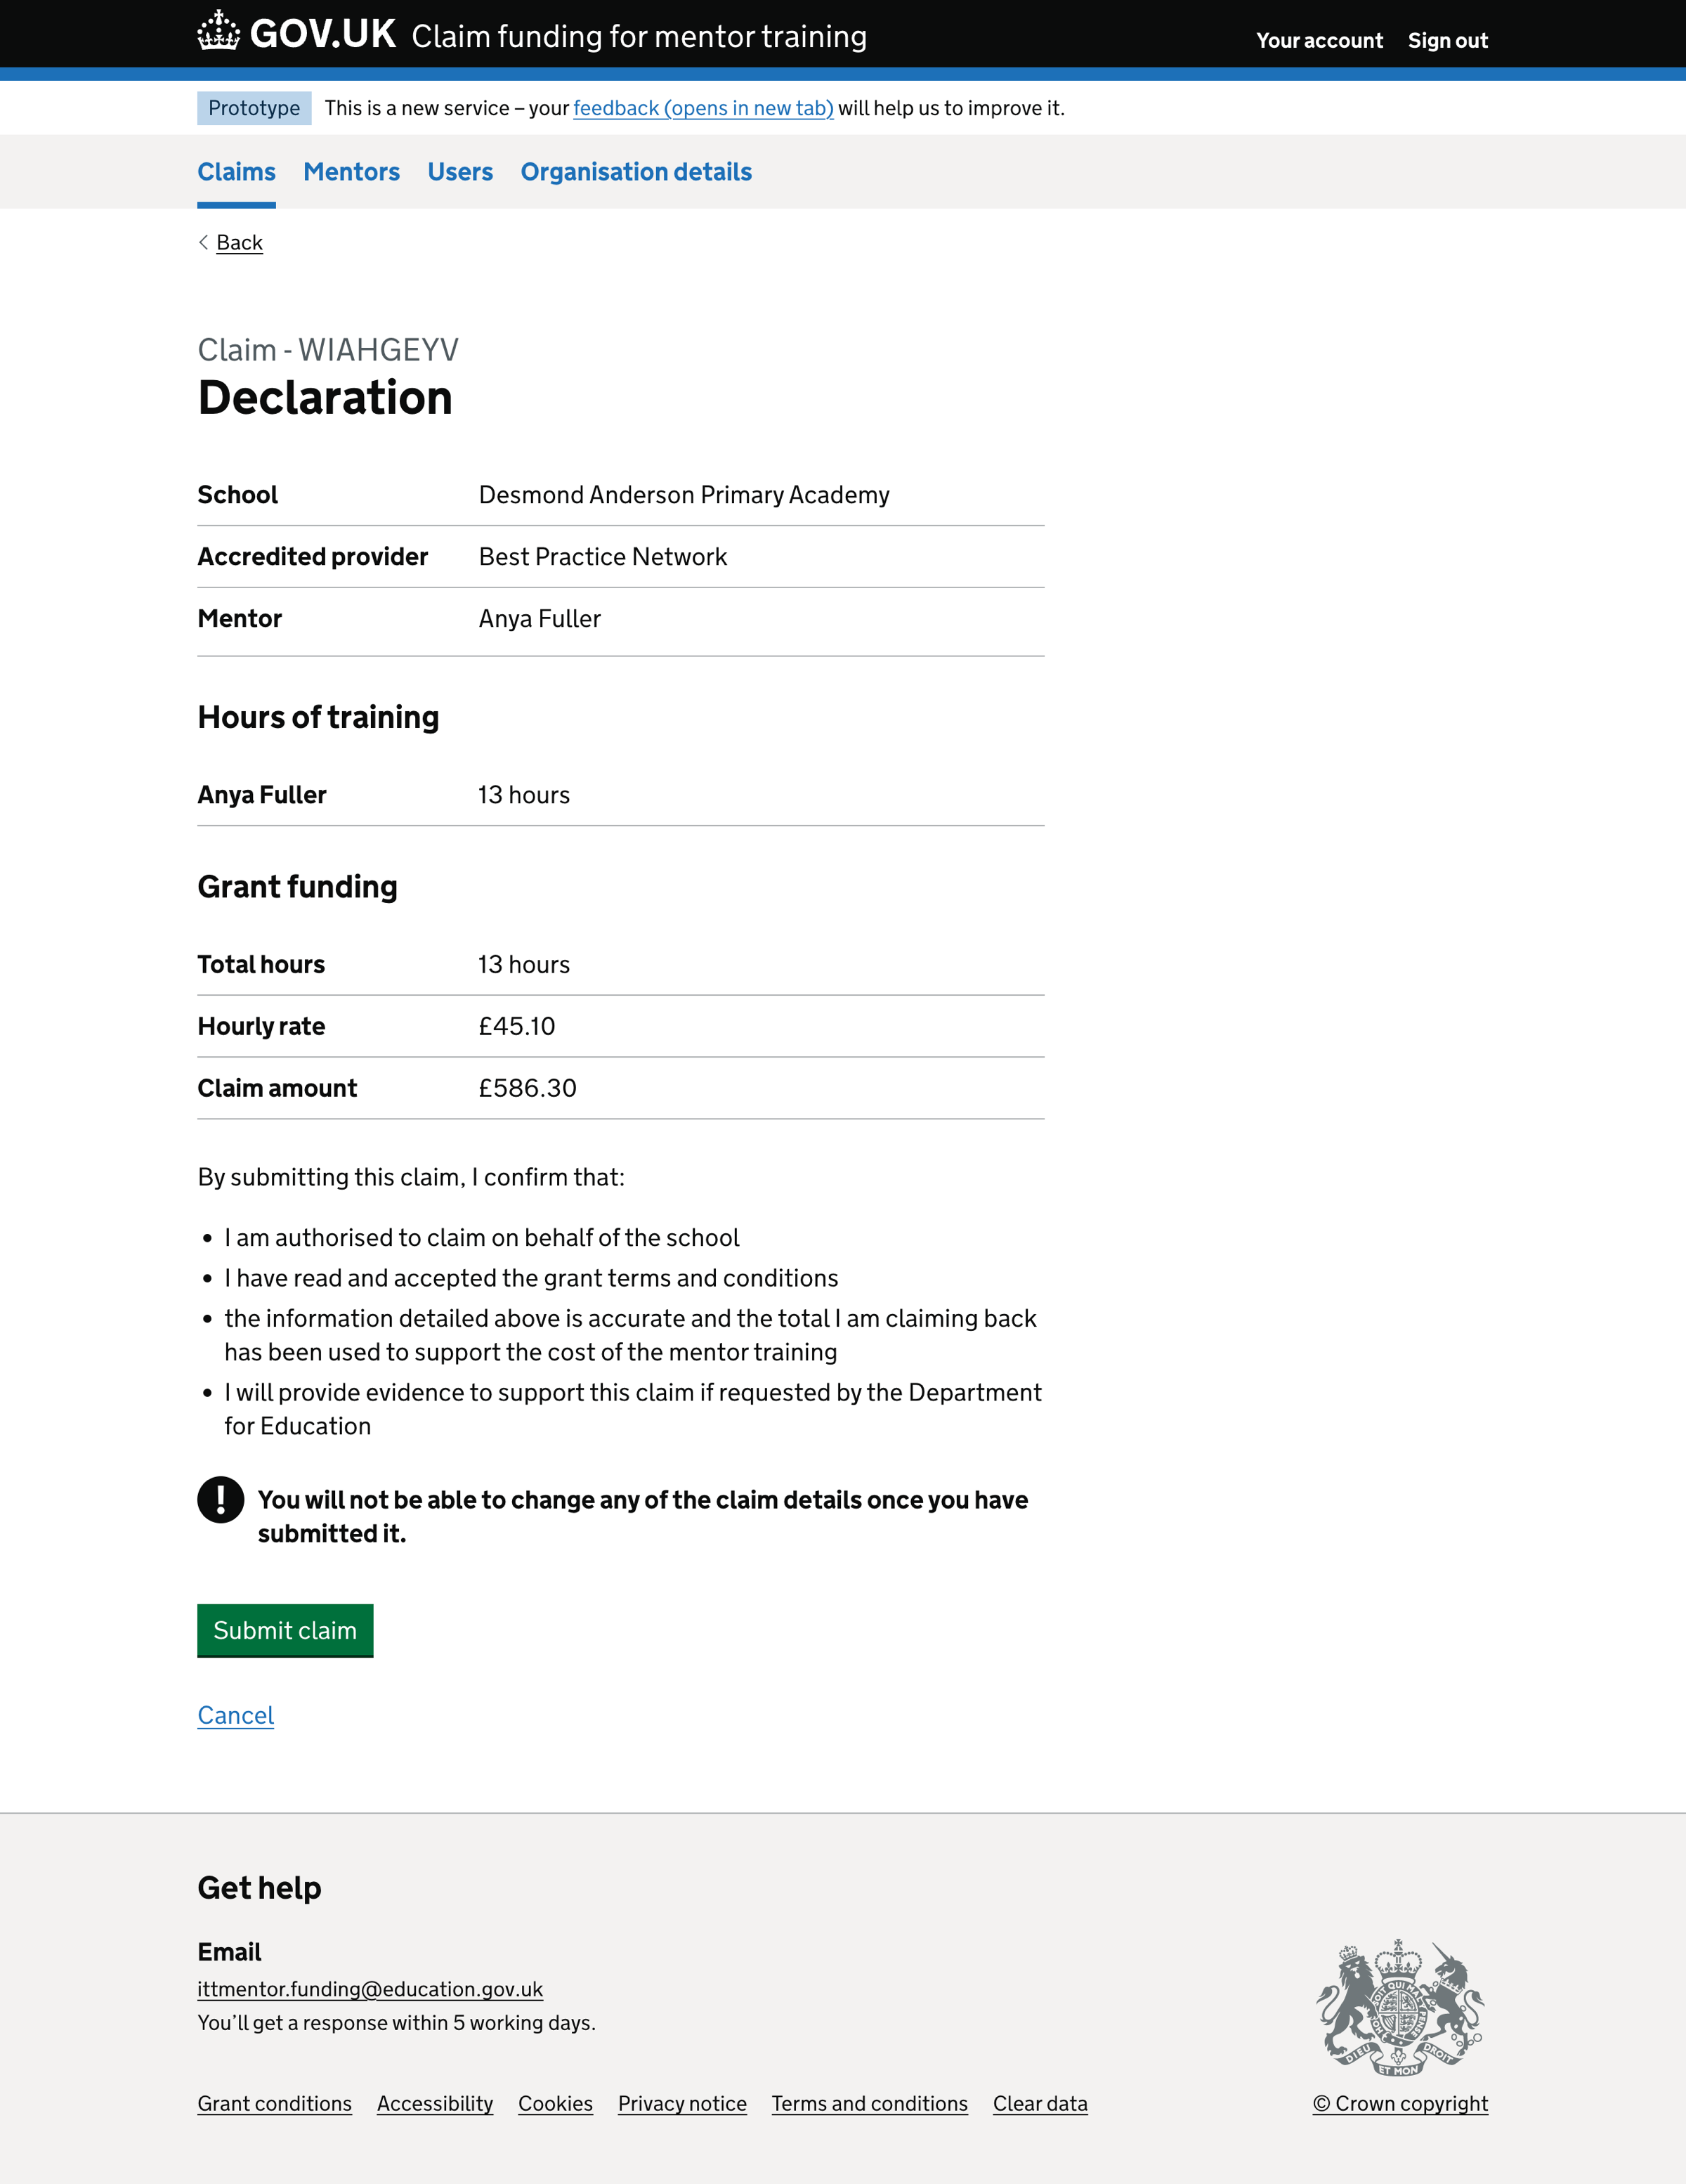 GOV.UK Claim funding for mentor training
Your account Sign out
Prototype This is a new service – your feedback (opens in new tab) will help us to improve it.
Claims Mentors Users Organisation details
Back
Claim - WIAHGEYV
Declaration
School Desmond Anderson Primary Academy
Accredited provider Best Practice Network
Mentor Anya Fuller
Hours of training
Anya Fuller 13 hours
Grant funding
Total hours 13 hours
Hourly rate £45.10
Claim amount £586.30
By submitting this claim, I confirm that:
• I am authorised to claim on behalf of the school
• I have read and accepted the grant terms and conditions
• the information detailed above is accurate and the total I am claiming back
has been used to support the cost of the mentor training
• I will provide evidence to support this claim if requested by the Department
for Education
! You will not be able to change any of the claim details once you have
submitted it.
Submit claim
Cancel
Get help
Email
ittmentor.funding@education.gov.uk
You’ll get a response within 5 working days.
DIEU ET MON DROIT
Grant conditions Accessibility Cookies Privacy notice Terms and conditions Clear data
© Crown copyright